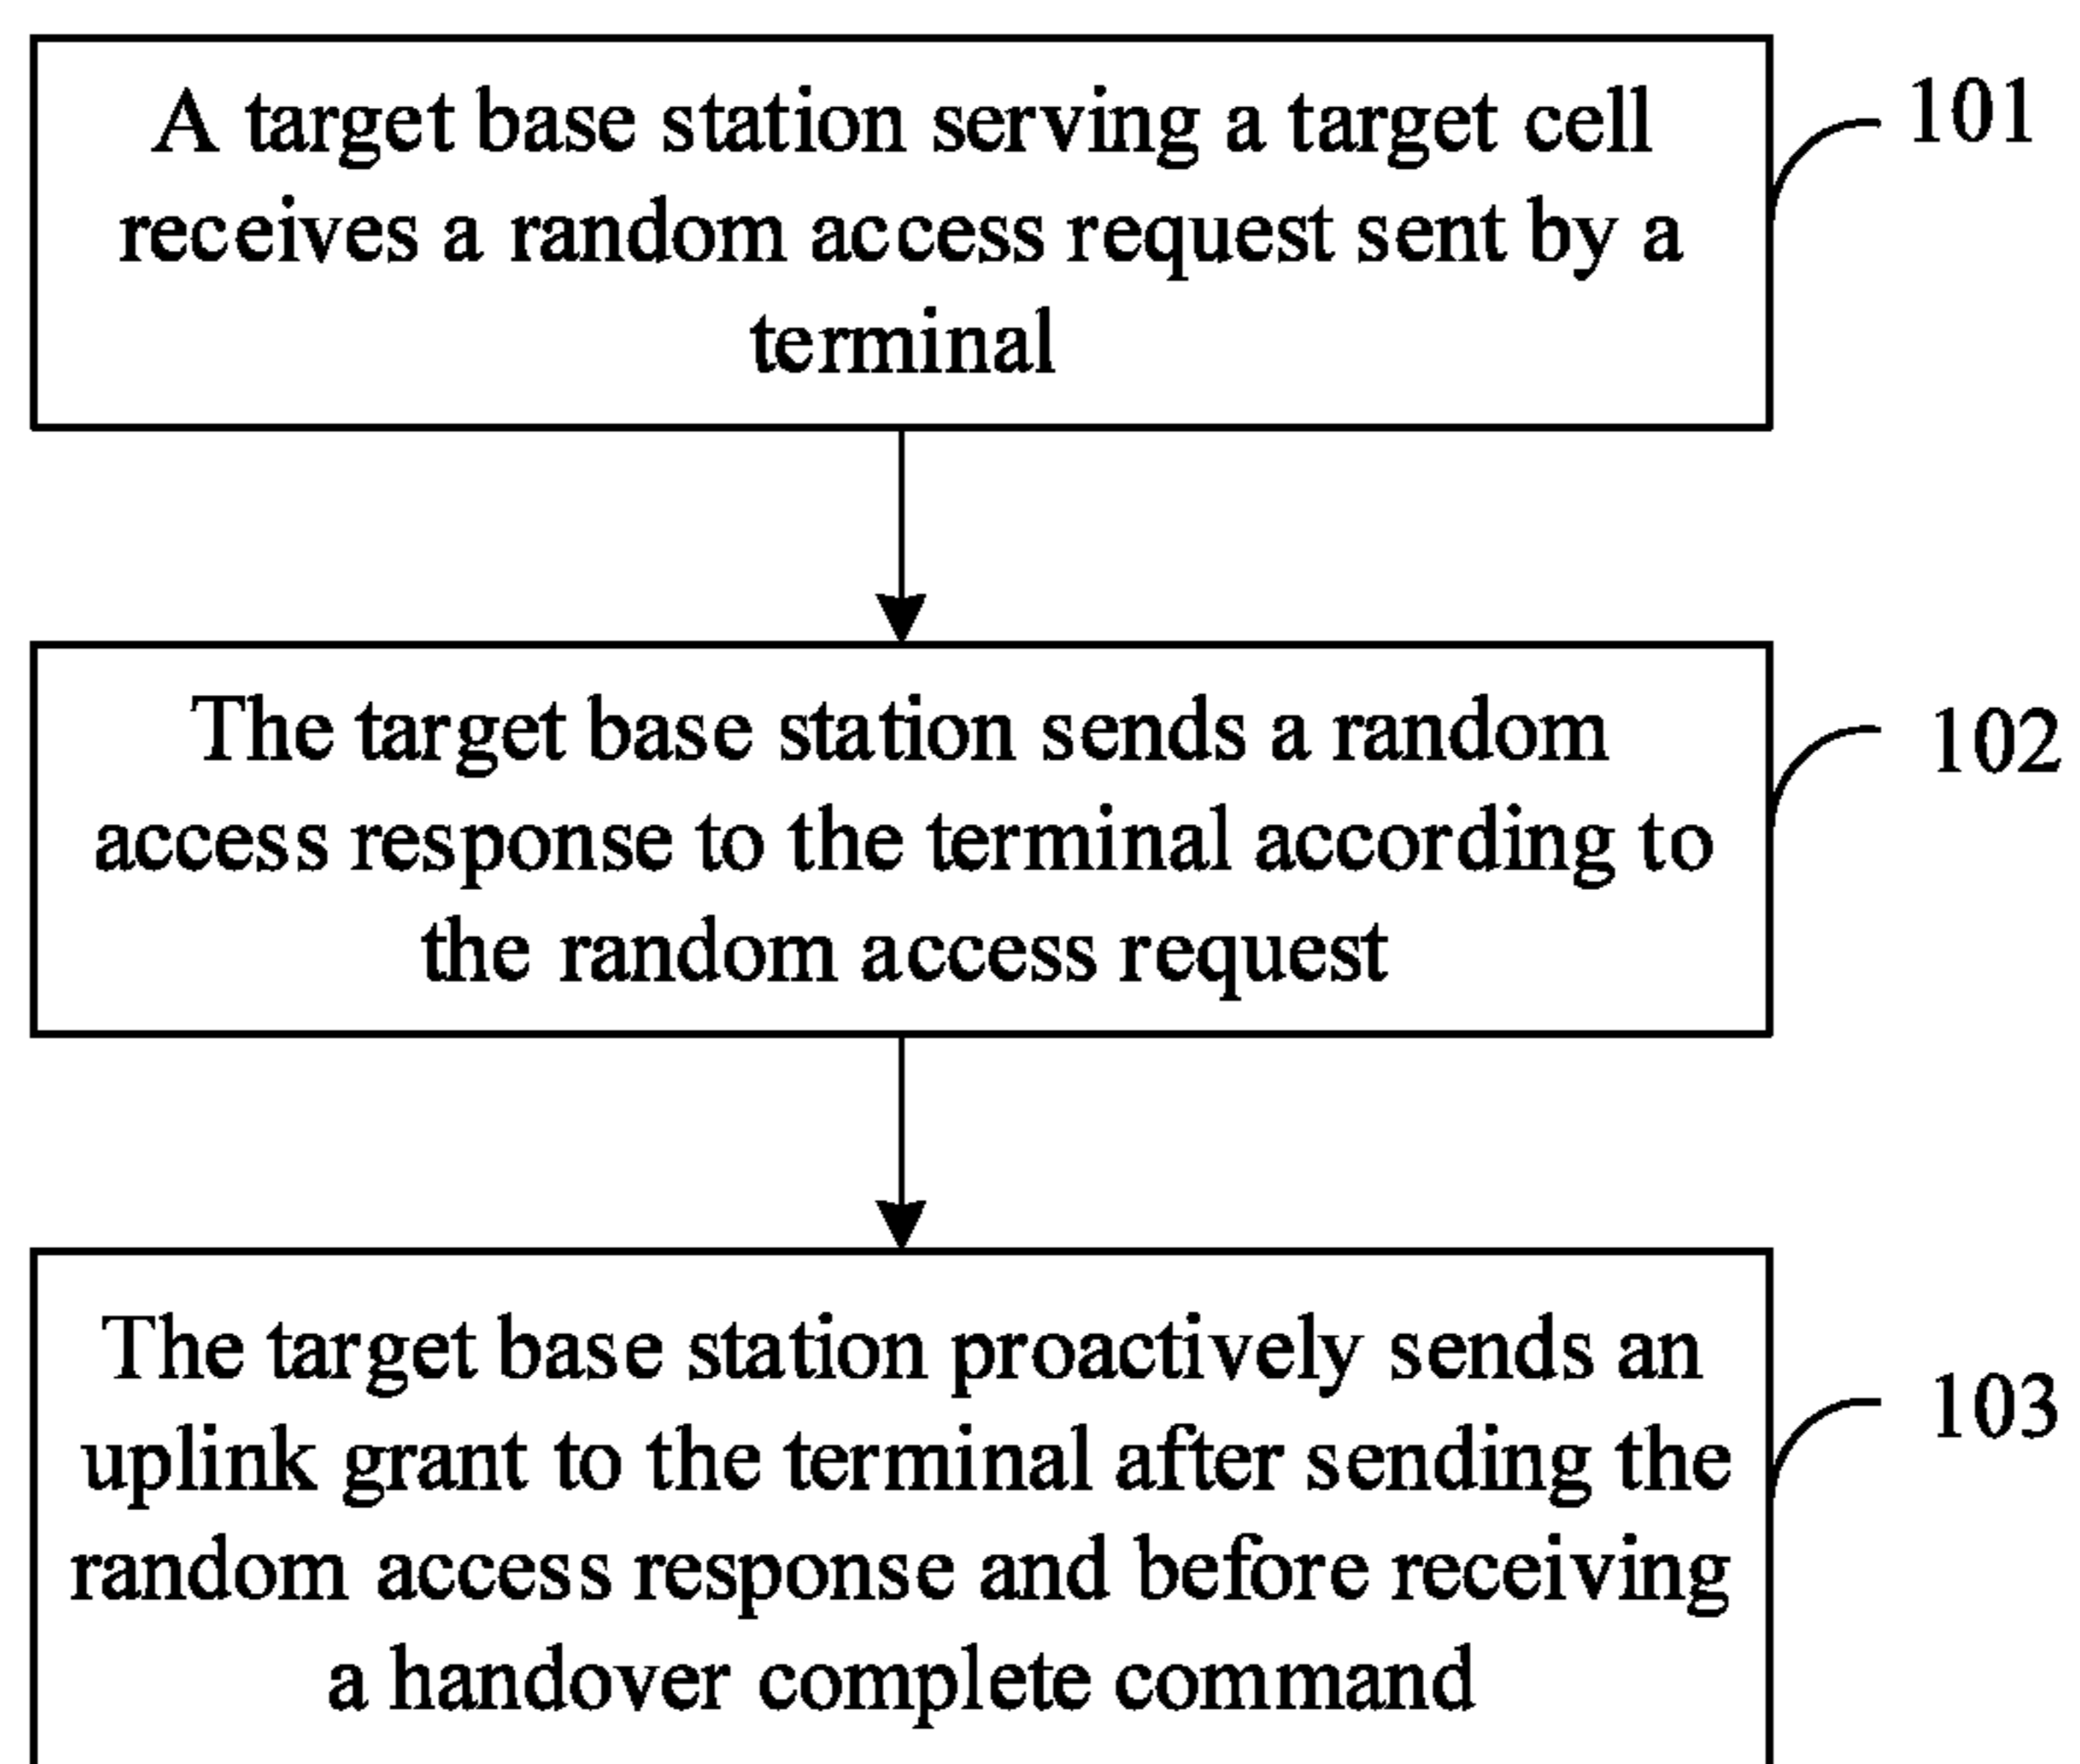 A target base station serving a target cell
receives a random access request sent by a
terminal
101
The target base station sends a random
access response to the terminal according to
the random access request
102
The target base station proactively sends an
uplink grant to the terminal after sending the
random access response and before receiving
a handover complete command
103